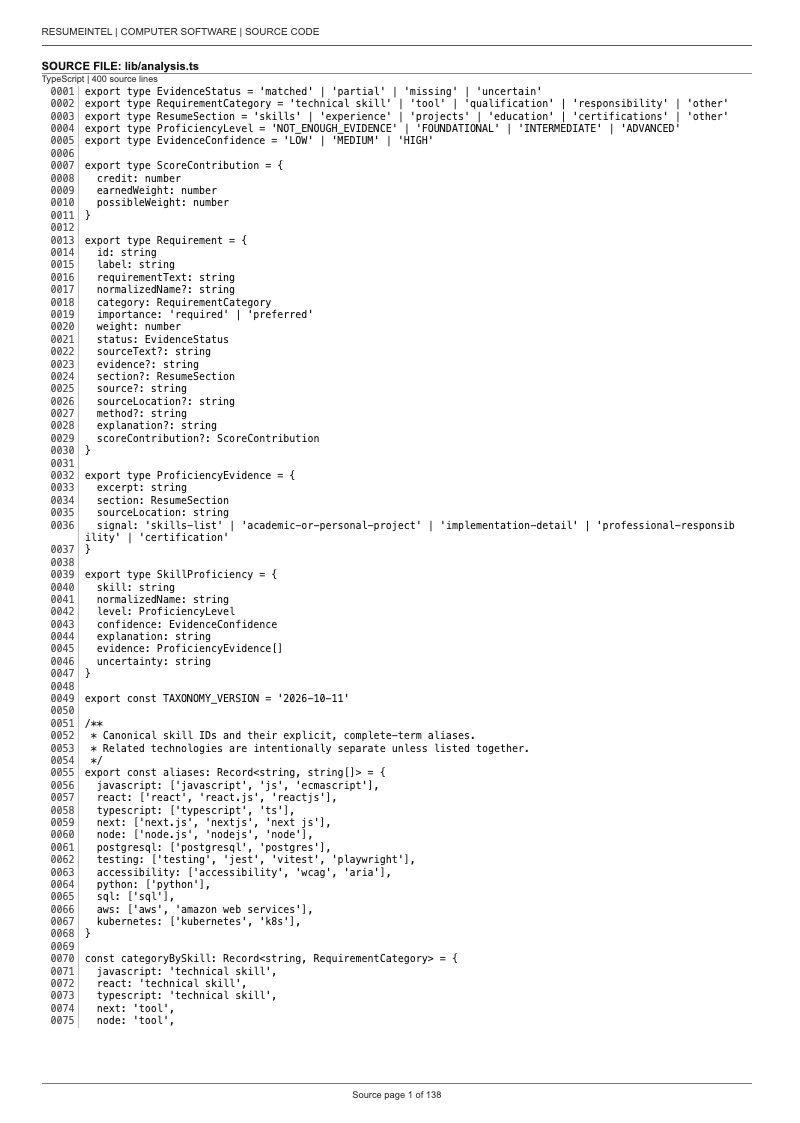 RESUMEINTEL | COMPUTER SOFTWARE | SOURCE CODE
SOURCE FILE: lib/analysis.ts
TypeScript | 400 source lines
0001 export type EvidenceStatus = 'matched' | 'partial' | 'missing' | 'uncertain'
0002 export type RequirementCategory = 'technical skill' | 'tool' | 'qualification' | 'responsibility' | 'other'
0003 export type ResumeSection = 'skills' | 'experience' | 'projects' | 'education' | 'certifications' | 'other'
0004 export type ProficiencyLevel = 'NOT_ENOUGH_EVIDENCE' | 'FOUNDATIONAL' | 'INTERMEDIATE' | 'ADVANCED'
0005 export type EvidenceConfidence = 'LOW' | 'MEDIUM' | 'HIGH'
0006
0007 export type ScoreContribution = {
0008   credit: number
0009   earnedWeight: number
0010   possibleWeight: number
0011 }
0012
0013 export type Requirement = {
0014   id: string
0015   label: string
0016   requirementText: string
0017   normalizedName?: string
0018   category: RequirementCategory
0019   importance: 'required' | 'preferred'
0020   weight: number
0021   status: EvidenceStatus
0022   sourceText?: string
0023   evidence?: string
0024   section?: ResumeSection
0025   source?: string
0026   sourceLocation?: string
0027   method?: string
0028   explanation?: string
0029   scoreContribution?: ScoreContribution
0030 }
0031
0032 export type ProficiencyEvidence = {
0033   excerpt: string
0034   section: ResumeSection
0035   sourceLocation: string
0036   signal: 'skills-list' | 'academic-or-personal-project' | 'implementation-detail' | 'professional-responsib
ility' | 'certification'
0037 }
0038
0039 export type SkillProficiency = {
0040   skill: string
0041   normalizedName: string
0042   level: ProficiencyLevel
0043   confidence: EvidenceConfidence
0044   explanation: string
0045   evidence: ProficiencyEvidence[]
0046   uncertainty: string
0047 }
0048
0049 export const TAXONOMY_VERSION = '2026-10-11'
0050
0051 /**
0052  * Canonical skill IDs and their explicit, complete-term aliases.
0053  * Related technologies are intentionally separate unless listed together.
0054  */
0055 export const aliases: Record<string, string[]> = {
0056   javascript: ['javascript', 'js', 'ecmascript'],
0057   react: ['react', 'react.js', 'reactjs'],
0058   typescript: ['typescript', 'ts'],
0059   next: ['next.js', 'nextjs', 'next js'],
0060   node: ['node.js', 'nodejs', 'node'],
0061   postgresql: ['postgresql', 'postgres'],
0062   testing: ['testing', 'jest', 'vitest', 'playwright'],
0063   accessibility: ['accessibility', 'wcag', 'aria'],
0064   python: ['python'],
0065   sql: ['sql'],
0066   aws: ['aws', 'amazon web services'],
0067   kubernetes: ['kubernetes', 'k8s'],
0068 }
0069
0070 const categoryBySkill: Record<string, RequirementCategory> = {
0071   javascript: 'technical skill',
0072   react: 'technical skill',
0073   typescript: 'technical skill',
0074   next: 'tool',
0075   node: 'tool',
Source page 1 of 138